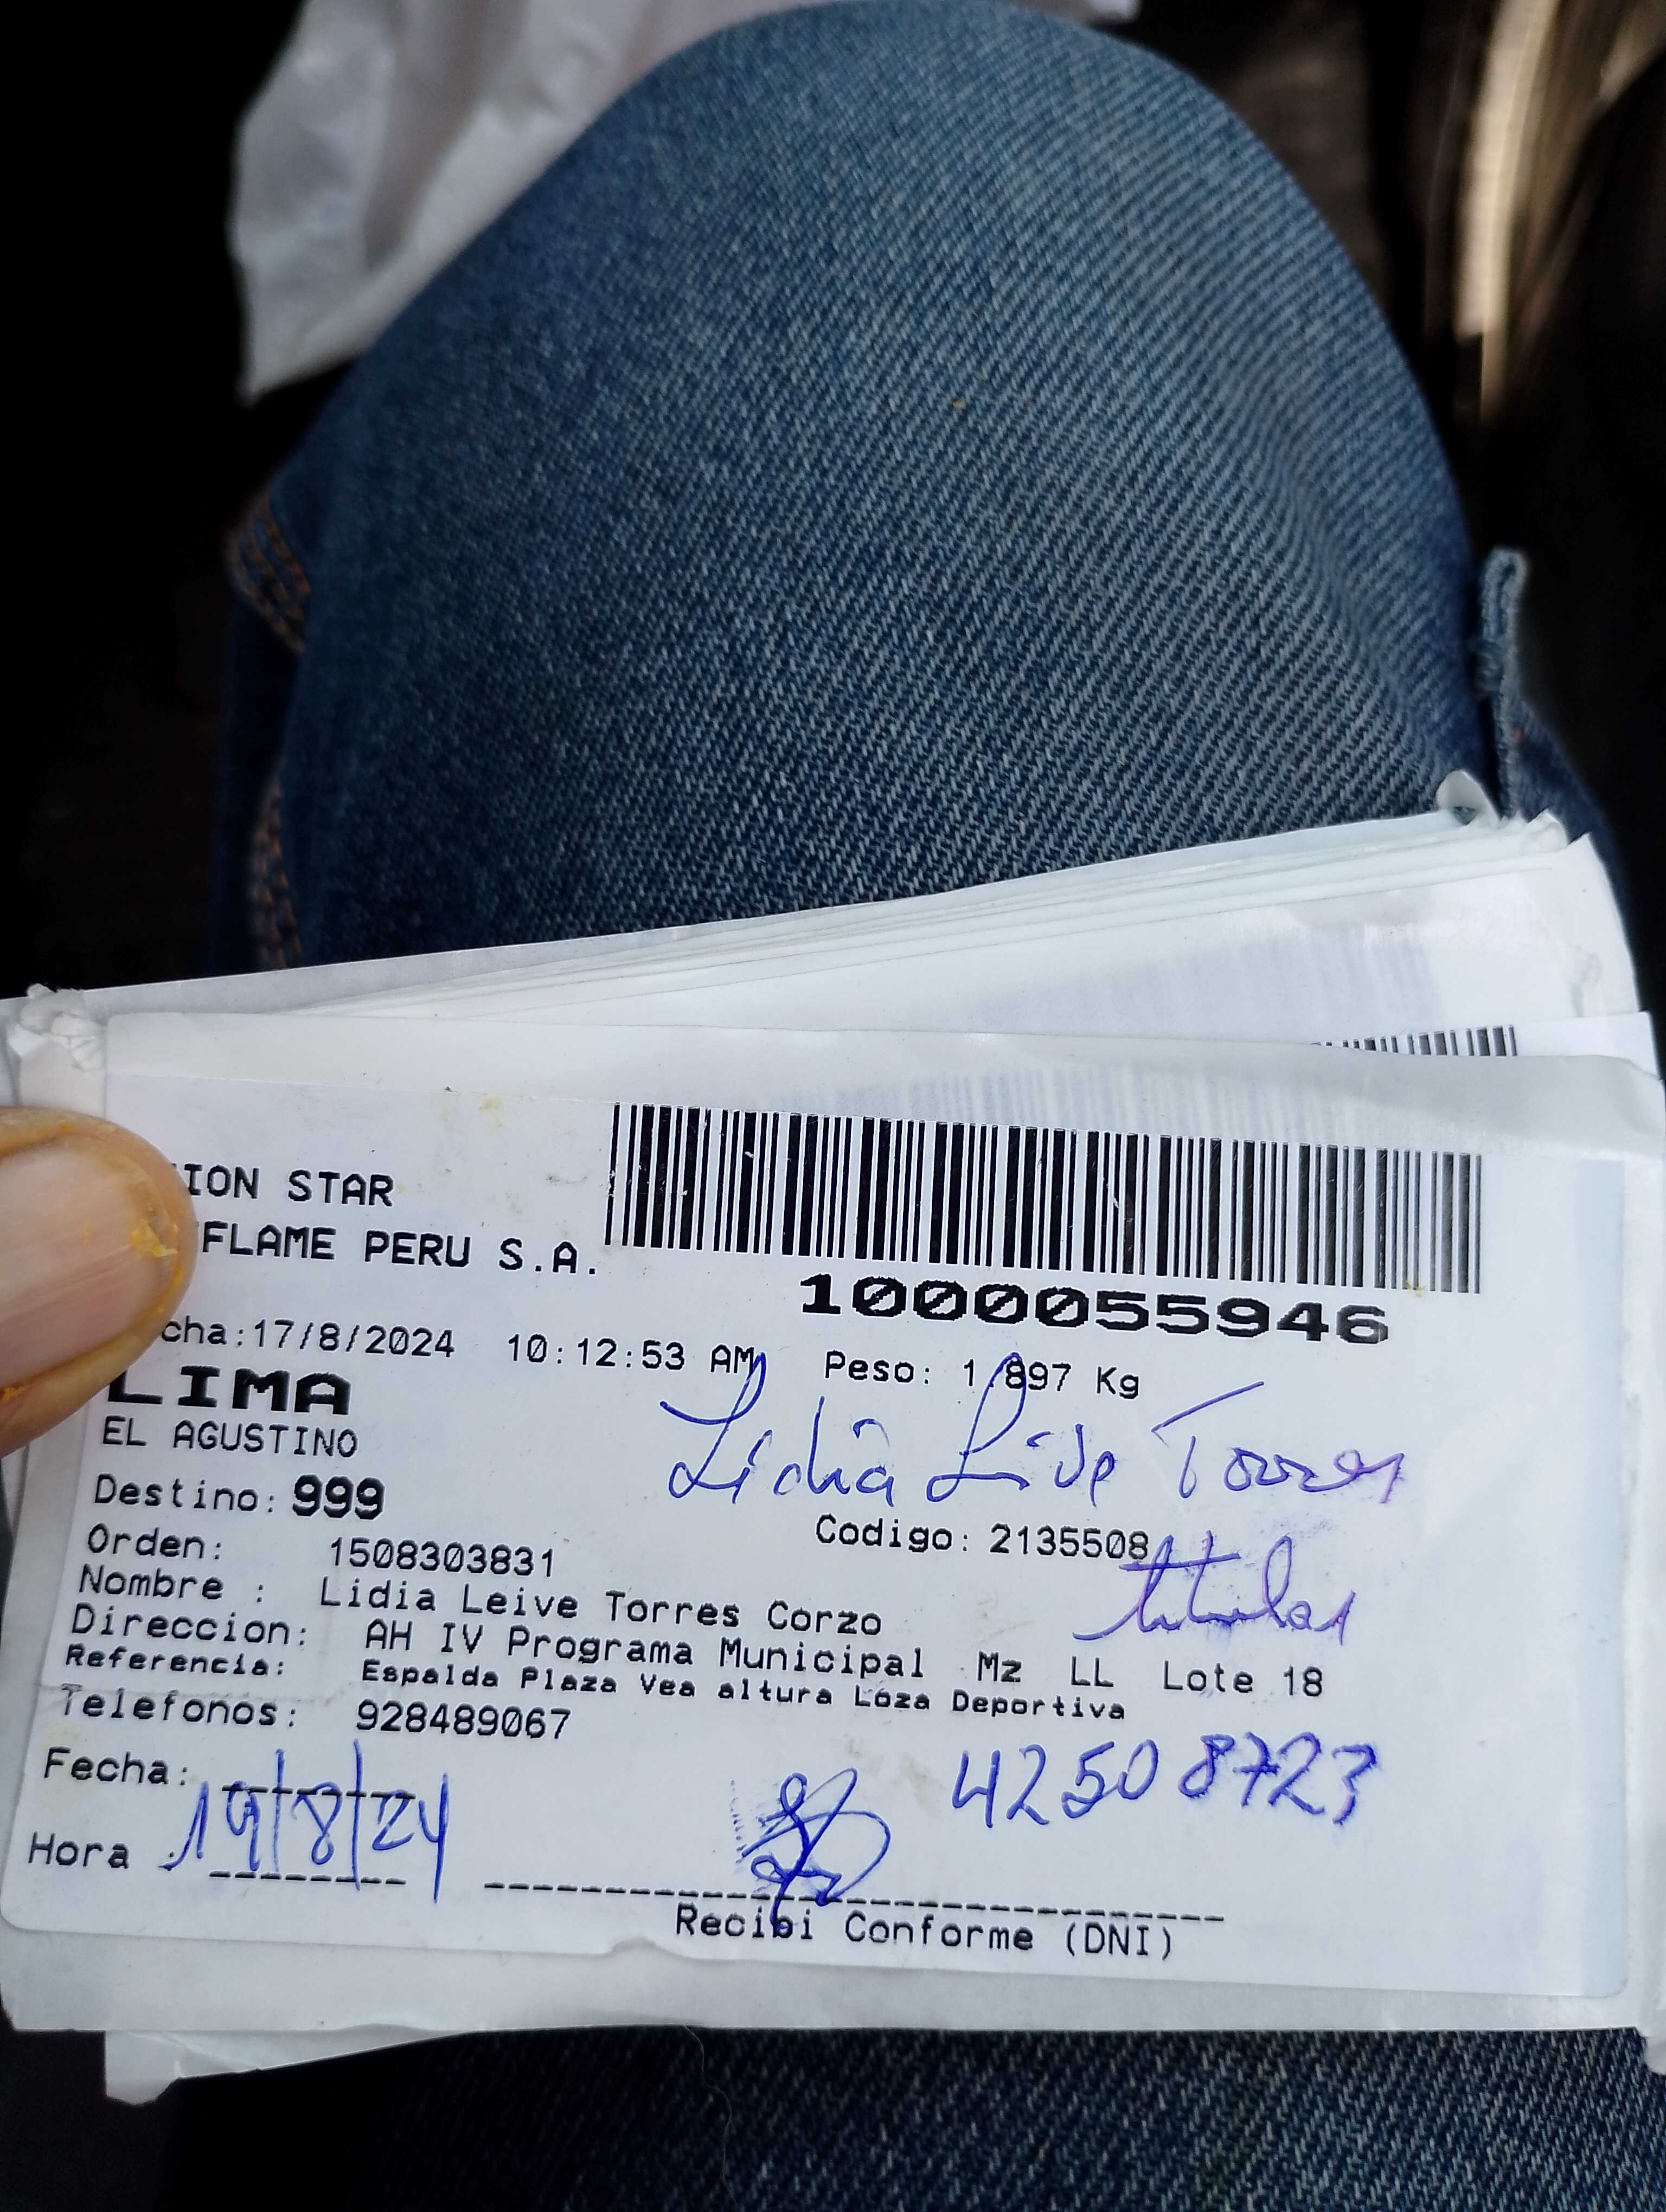 ION STAR
FLAME PERU S.A.
1000055946
cha:17/8/2024 10:12:53 AM Peso: 1,897 Kg
LIMA
EL AGUSTINO
Lidia Live Torres
Destino: 999
Codigo: 2135508
Orden: 1508303831
titular
Nombre : Lidia Leive Torres Corzo
Direccion: AH IV Programa Municipal Mz LL Lote 18
Referencia: Espalda Plaza Vea altura Loza Deportiva
Telefonos: 928489067
42508723
Fecha: 19/8/24
Hora :
Recibi Conforme (DNI)